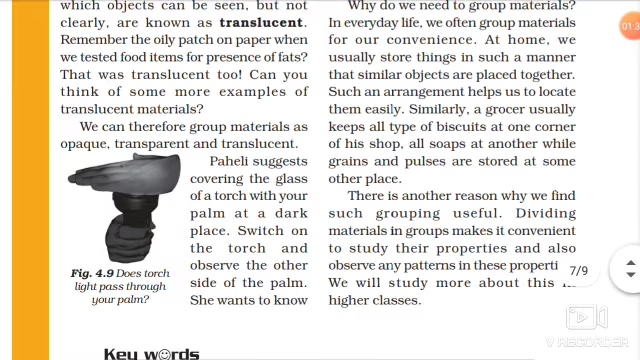 which objects can be seen, but not
clearly, are known as translucent.
Remember the oily patch on paper when
we tested food items for presence of fats?
That was translucent too! Can you
think of some more examples of
translucent materials?
We can therefore group materials as
opaque, transparent and translucent.
Paheli suggests
covering the glass
of a torch with your
palm at a dark
place. Switch on
the torch and
observe the other
side of the palm.
She wants to know
Fig. 4.9 Does torch
light pass through
your palm?
Key words
Why do we need to group materials?
In everyday life, we often group materials
for our convenience. At home, we
usually store things in such a manner
that similar objects are placed together.
Such an arrangement helps us to locate
them easily. Similarly, a grocer usually
keeps all type of biscuits at one corner
of his shop, all soaps at another while
grains and pulses are stored at some
other place.
There is another reason why we find
such grouping useful. Dividing
materials in groups makes it convenient
to study their properties and also
observe any patterns in these properti
We will study more about this
higher classes.
7/9
V RECORDER